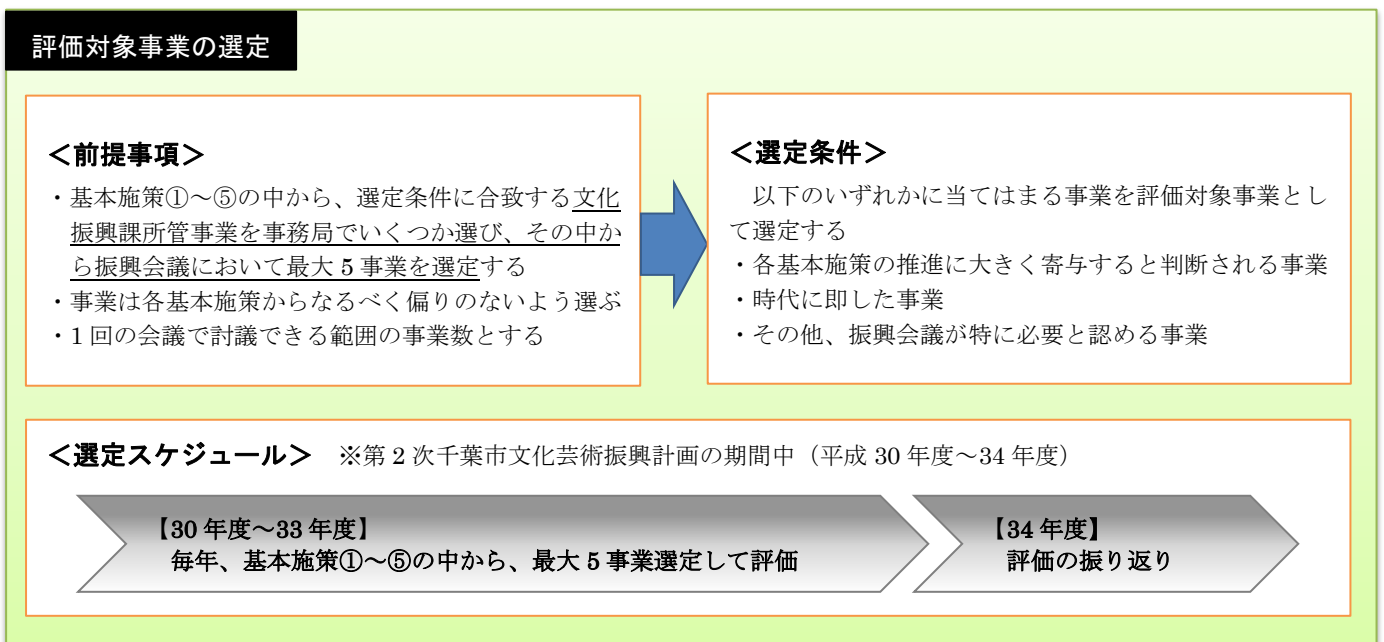 評価対象事業の選定
＜前提事項＞
・基本施策①～⑤の中から、選定条件に合致する文化
振興課所管事業を事務局でいくつか選び、その中か
ら振興会議において最大 5 事業を選定する
・事業は各基本施策からなるべく偏りのないよう選ぶ
・1 回の会議で討議できる範囲の事業数とする
＜選定条件＞
以下のいずれかに当てはまる事業を評価対象事業とし
て選定する
・各基本施策の推進に大きく寄与すると判断される事業
・時代に即した事業
・その他、振興会議が特に必要と認める事業
＜選定スケジュール＞　※第 2 次千葉市文化芸術振興計画の期間中（平成 30 年度～34 年度）
【30 年度～33 年度】
毎年、基本施策①～⑤の中から、最大 5 事業選定して評価
【34 年度】
評価の振り返り